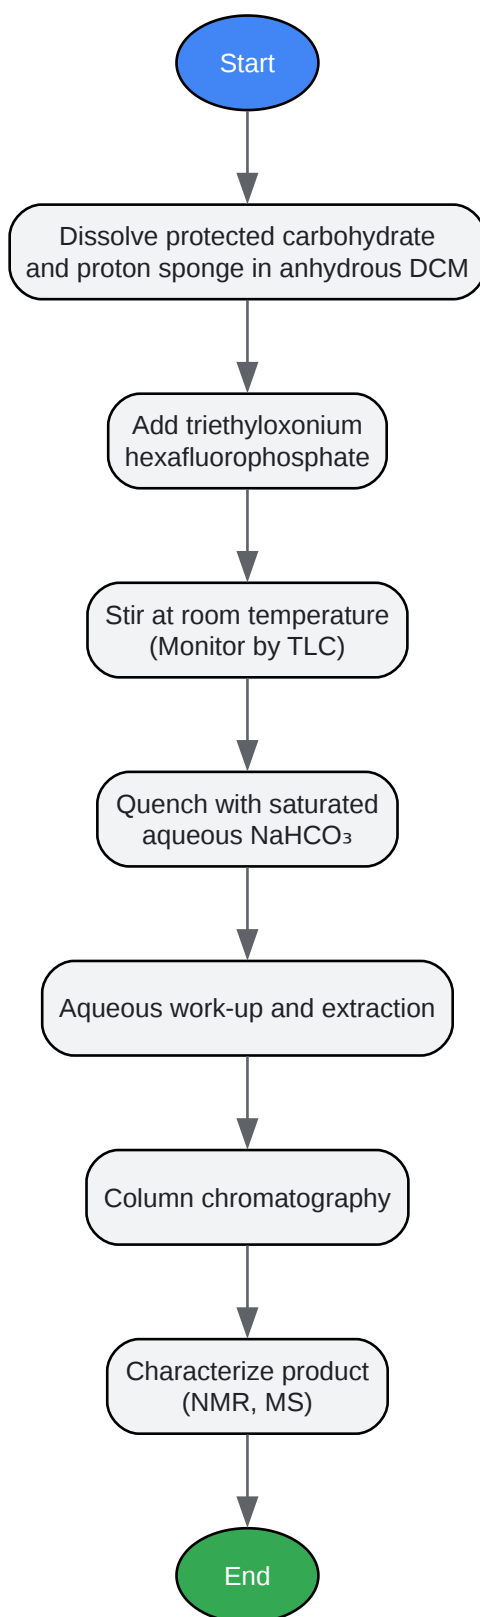 Start
Dissolve protected carbohydrate
and proton sponge in anhydrous DCM
Add triethyloxonium
hexafluorophosphate
Stir at room temperature
(Monitor by TLC)
Quench with saturated
aqueous NaHCO₃
Aqueous work-up and extraction
Column chromatography
Characterize product
(NMR, MS)
End